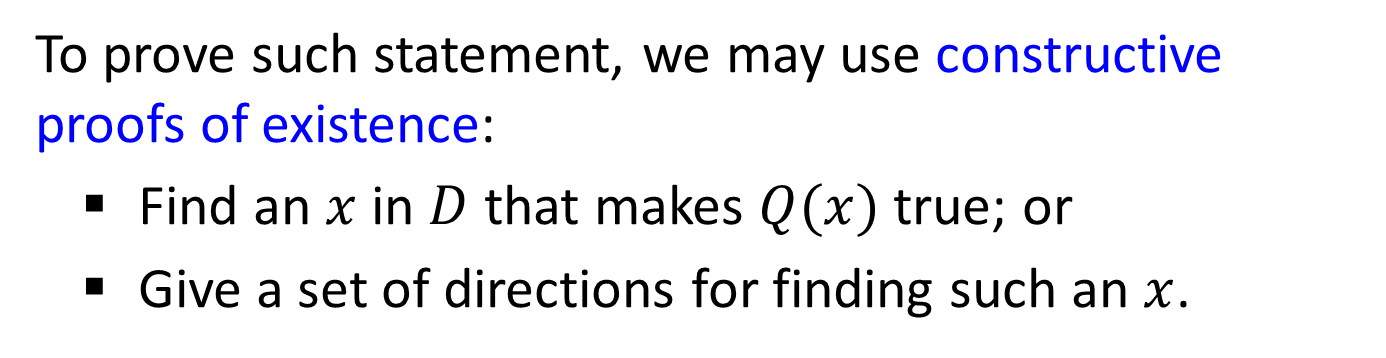 To prove such statement, we may use constructive
proofs of existence:
▪ Find an 𝑥 in 𝐷 that makes 𝑄(𝑥) true; or
▪ Give a set of directions for finding such an 𝑥.